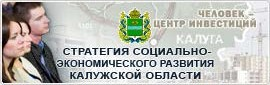 ЧЕЛОВЕК –
ЦЕНТР ИНВЕСТИЦИЙ
КАЛУГА
СТРАТЕГИЯ СОЦИАЛЬНО-
ЭКОНОМИЧЕСКОГО РАЗВИТИЯ
КАЛУЖСКОЙ ОБЛАСТИ